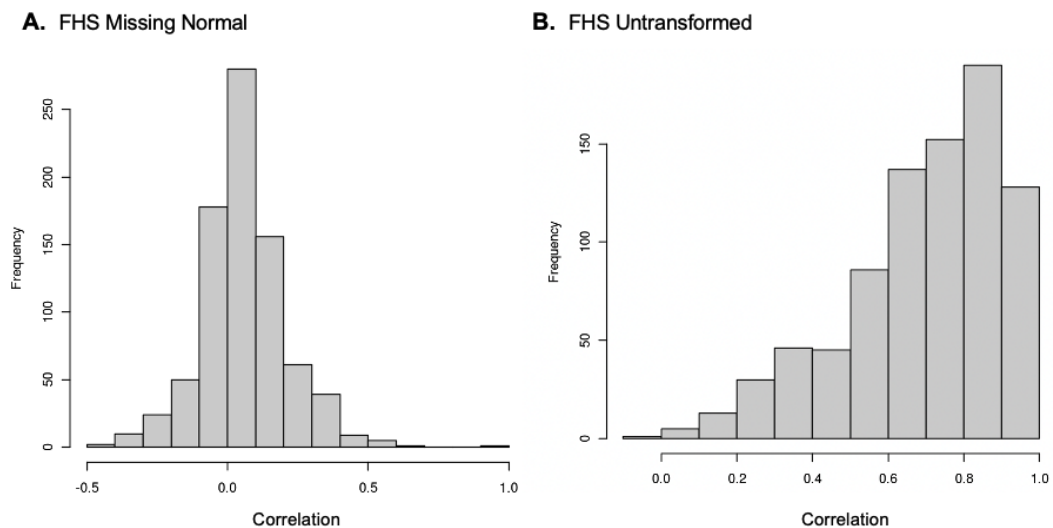 A. FHS Missing Normal
250
200
150
100
50
0
Frequency
-0.5 0.0 0.5 1.0
Correlation
B. FHS Untransformed
150
100
50
0
Frequency
0.0 0.2 0.4 0.6 0.8 1.0
Correlation